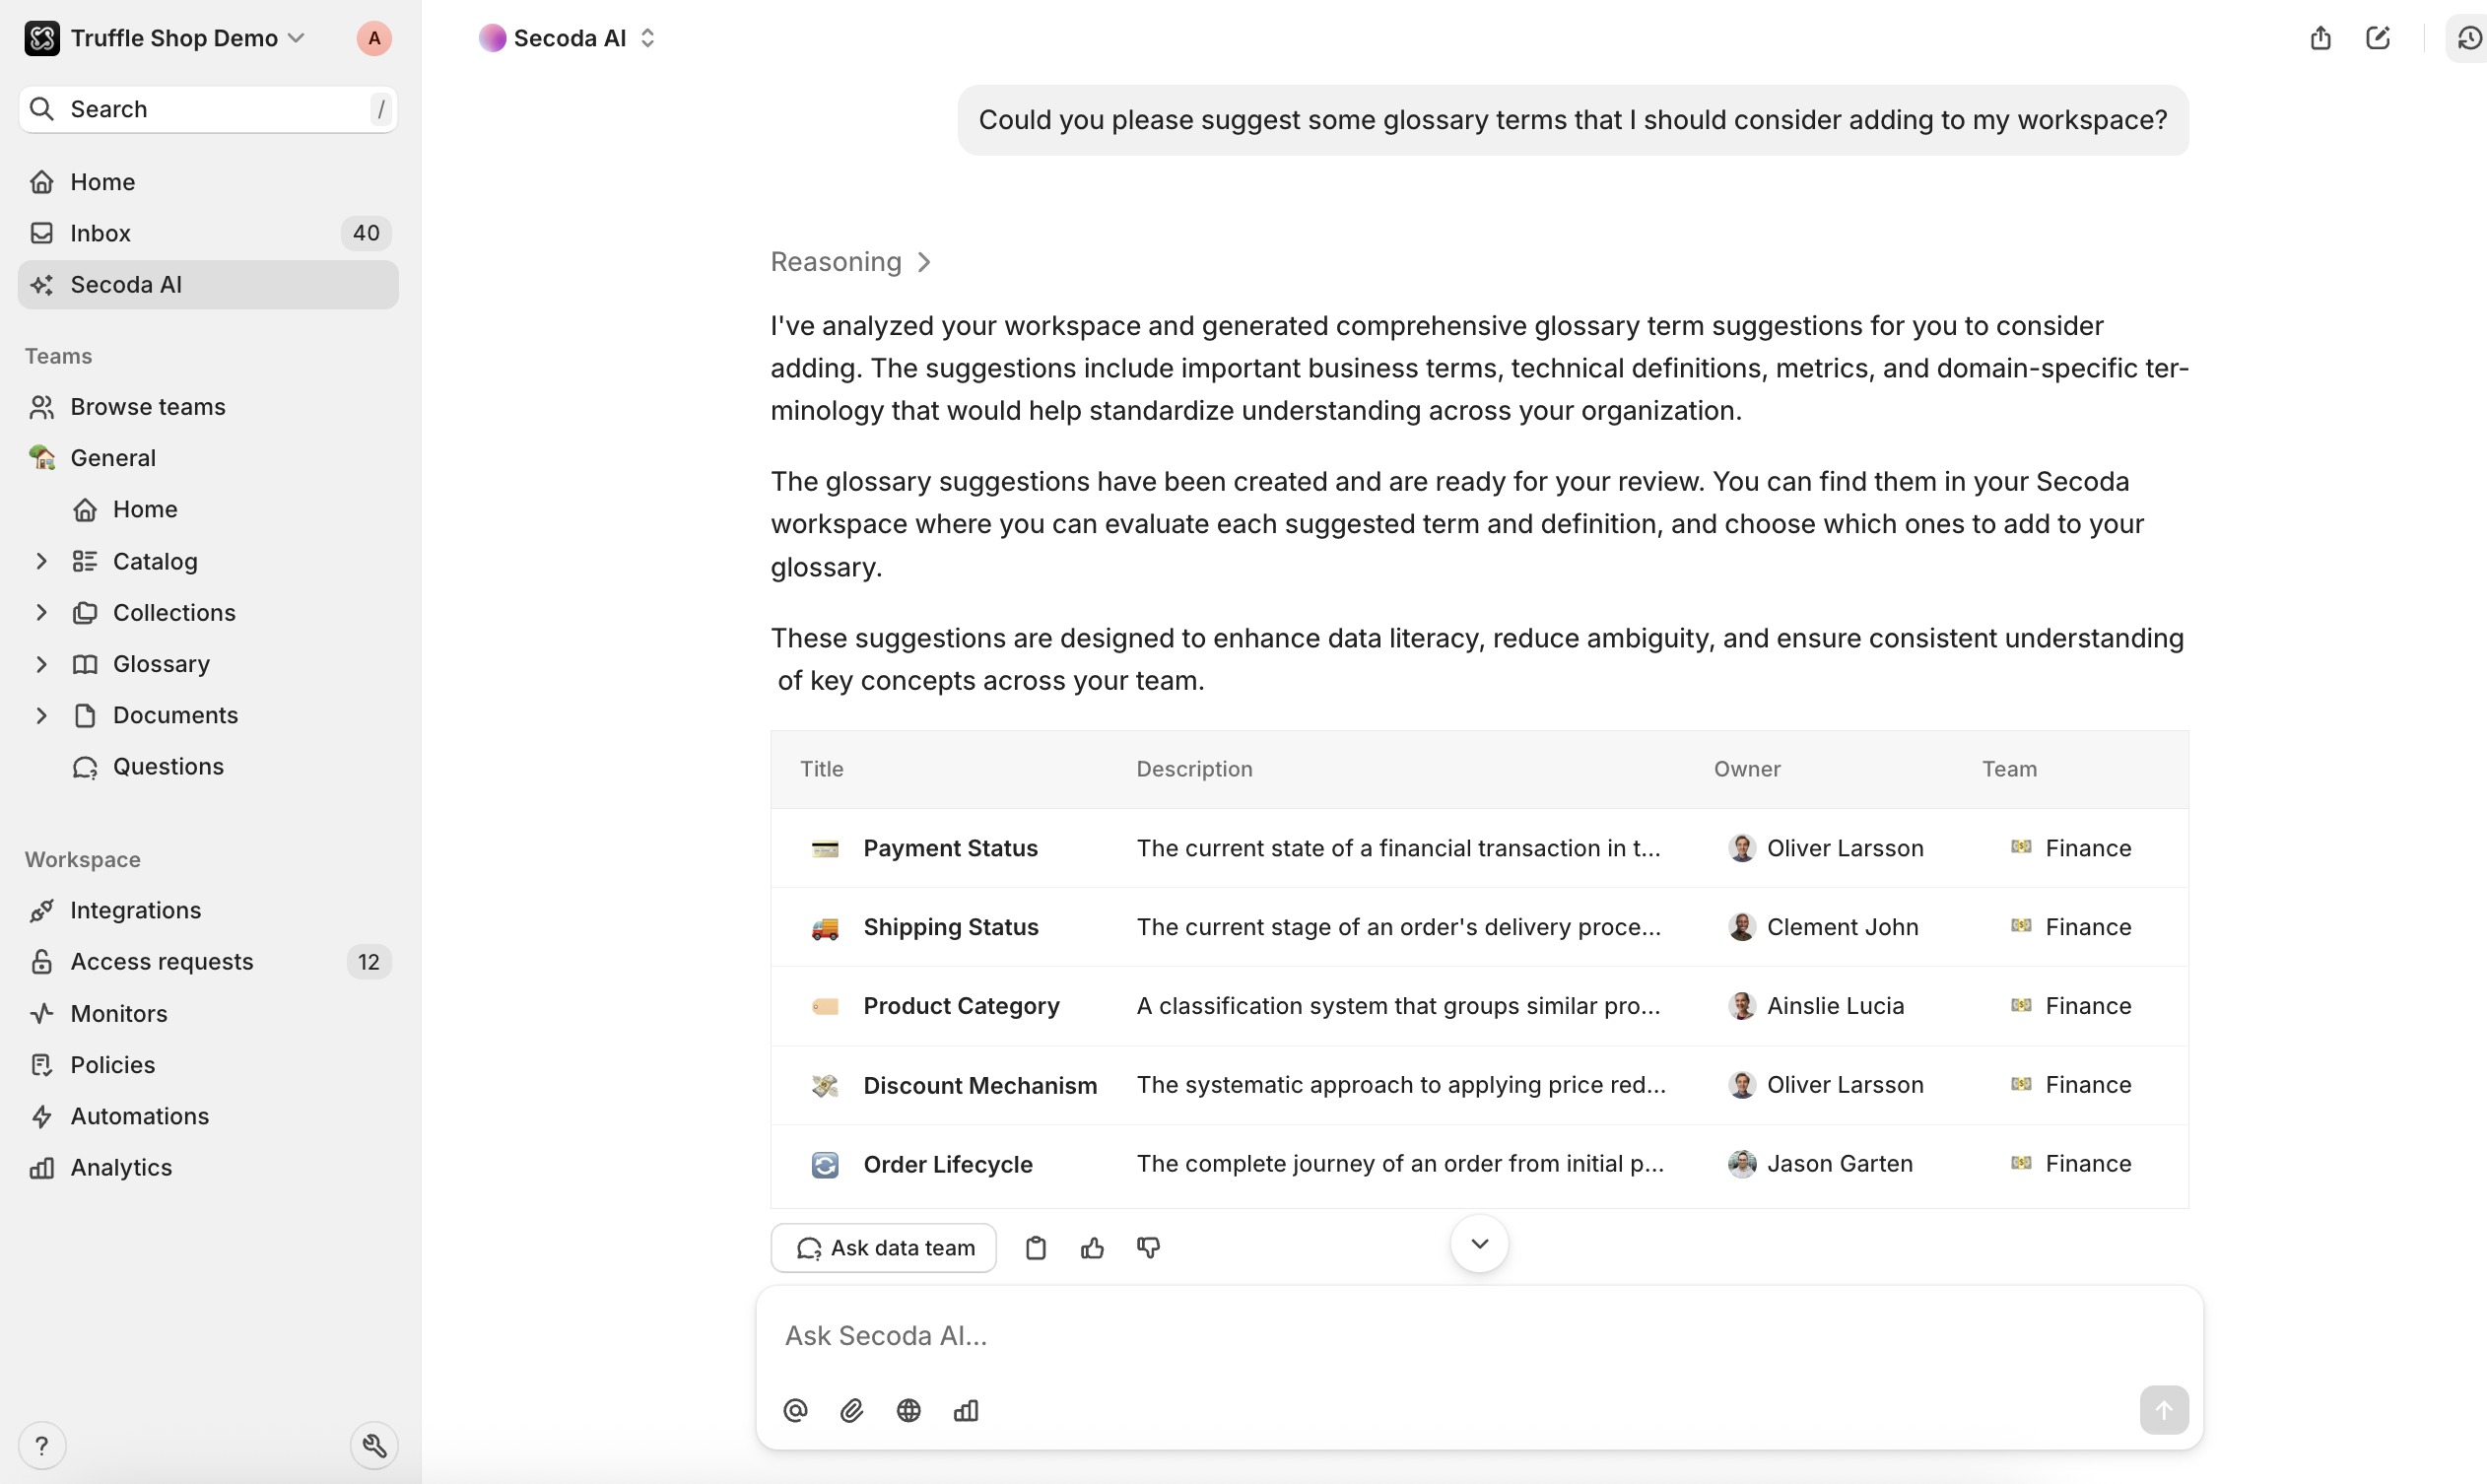 Truffle Shop Demo
A
Search
/
Home
Inbox
40
Secoda AI
Teams
Browse teams
General
Home
Catalog
Collections
Glossary
Documents
Questions
Workspace
Integrations
Access requests
12
Monitors
Policies
Automations
Analytics
?
Secoda AI
Could you please suggest some glossary terms that I should consider adding to my workspace?
Reasoning
I've analyzed your workspace and generated comprehensive glossary term suggestions for you to consider
adding. The suggestions include important business terms, technical definitions, metrics, and domain-specific ter-
minology that would help standardize understanding across your organization.
The glossary suggestions have been created and are ready for your review. You can find them in your Secoda
workspace where you can evaluate each suggested term and definition, and choose which ones to add to your
glossary.
These suggestions are designed to enhance data literacy, reduce ambiguity, and ensure consistent understanding
of key concepts across your team.
Title Description Owner Team
Payment Status The current state of a financial transaction in t... Oliver Larsson Finance
Shipping Status The current stage of an order's delivery proce... Clement John Finance
Product Category A classification system that groups similar pro... Ainslie Lucia Finance
Discount Mechanism The systematic approach to applying price red... Oliver Larsson Finance
Order Lifecycle The complete journey of an order from initial p... Jason Garten Finance
Ask data team
Ask Secoda AI...